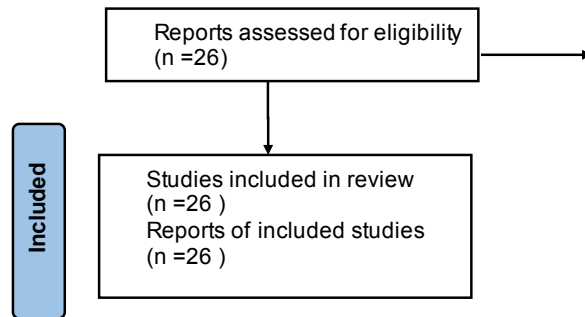 Reports assessed for eligibility
(n =26)
Included
Studies included in review
(n =26 )
Reports of included studies
(n =26 )